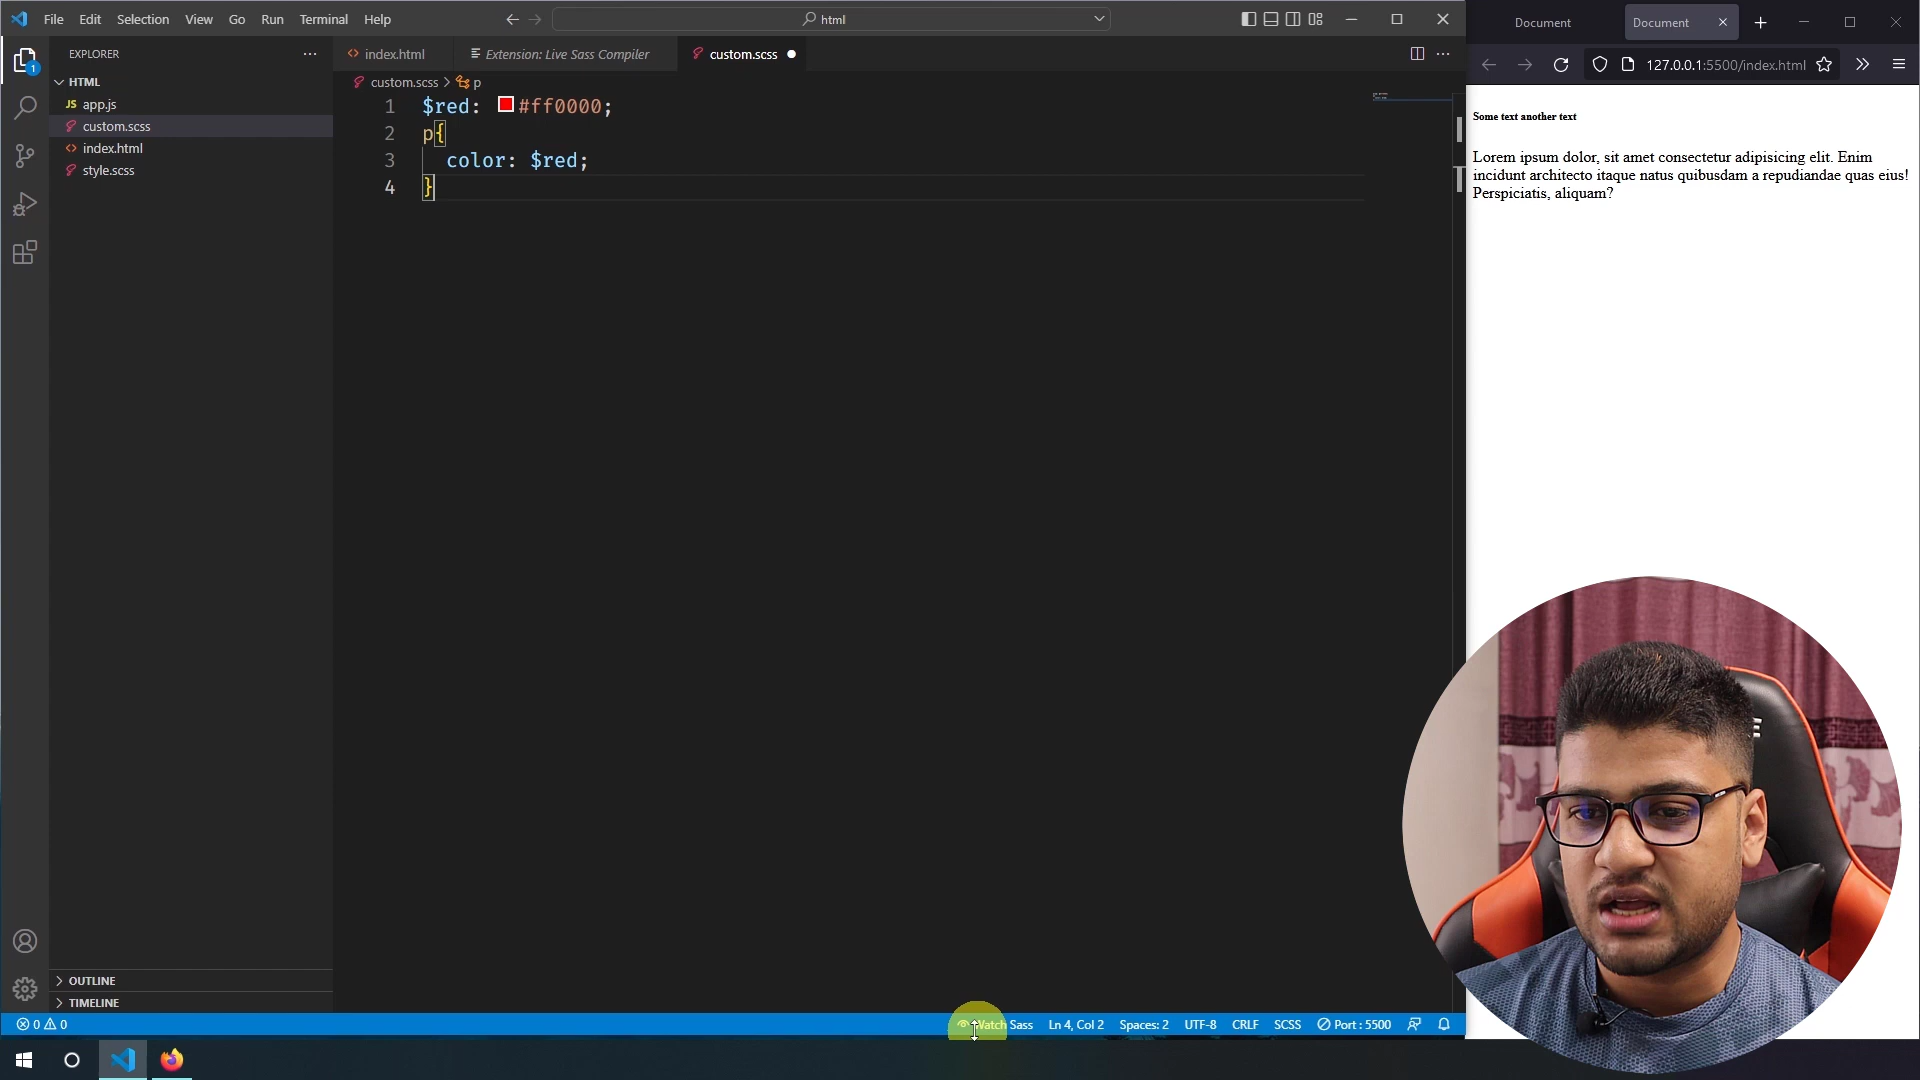 File Edit Selection View Go Run Terminal Help
html
Document
Document
127.0.0.1:5500/index.html
EXPLORER
HTML
JS app.js
custom.scss
index.html
style.scss
1
index.html
Extension: Live Sass Compiler
custom.scss
custom.scss > p
1 $red: #ff0000;
2 p{
3 color: $red;
4 }
Some text another text
Lorem ipsum dolor, sit amet consectetur adipisicing elit. Enim
incidunt architecto itaque natus quibusdam a repudiandae quas eius!
Perspiciatis, aliquam?
OUTLINE
TIMELINE
0 0
Watch Sass Ln 4, Col 2 Spaces: 2 UTF-8 CRLF SCSS Port : 5500